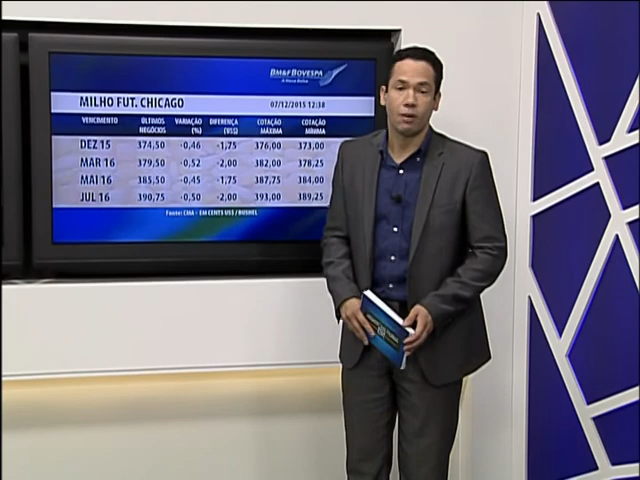 BM&FBOVESPA
A Nova Bolsa
MILHO FUT. CHICAGO 07/12/2015 12:38
VENCIMENTO ÚLTIMOS NEGÓCIOS VARIAÇÃO (%) DIFERENÇA (US$) COTAÇÃO MÁXIMA COTAÇÃO MÍNIMA
DEZ 15 374,50 -0,46 -1,75 376,00 373,00
MAR 16 379,50 -0,52 -2,00 382,00 378,25
MAI 16 385,50 -0,45 -1,75 387,75 384,00
JUL 16 390,75 -0,50 -2,00 393,00 389,25
Fonte: CMA - EM CENTS US$ / BUSHEL